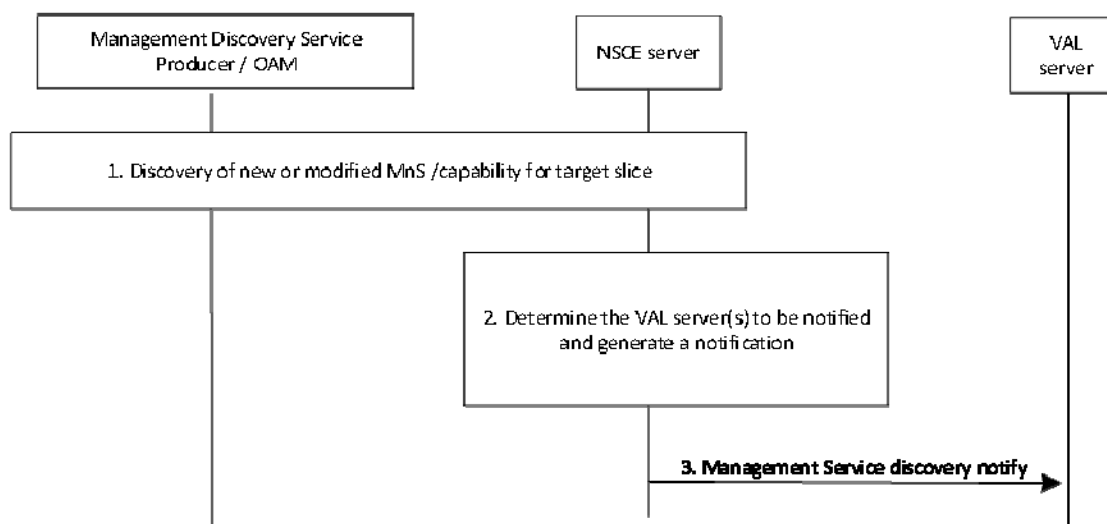 Management Discovery Service
Producer / OAM
NSCE server
VAL
server
1. Discovery of new or modified MnS /capability for target slice
2. Determine the VAL server(s) to be notified
and generate a notification
3. Management Service discovery notify